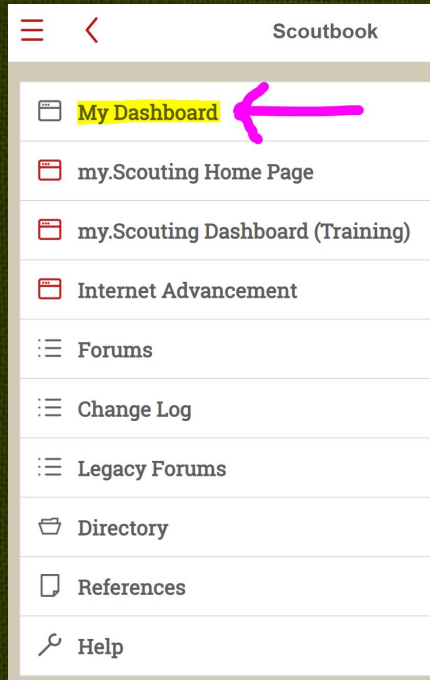 Scoutbook
My Dashboard
my.Scouting Home Page
my.Scouting Dashboard (Training)
Internet Advancement
Forums
Change Log
Legacy Forums
Directory
References
Help